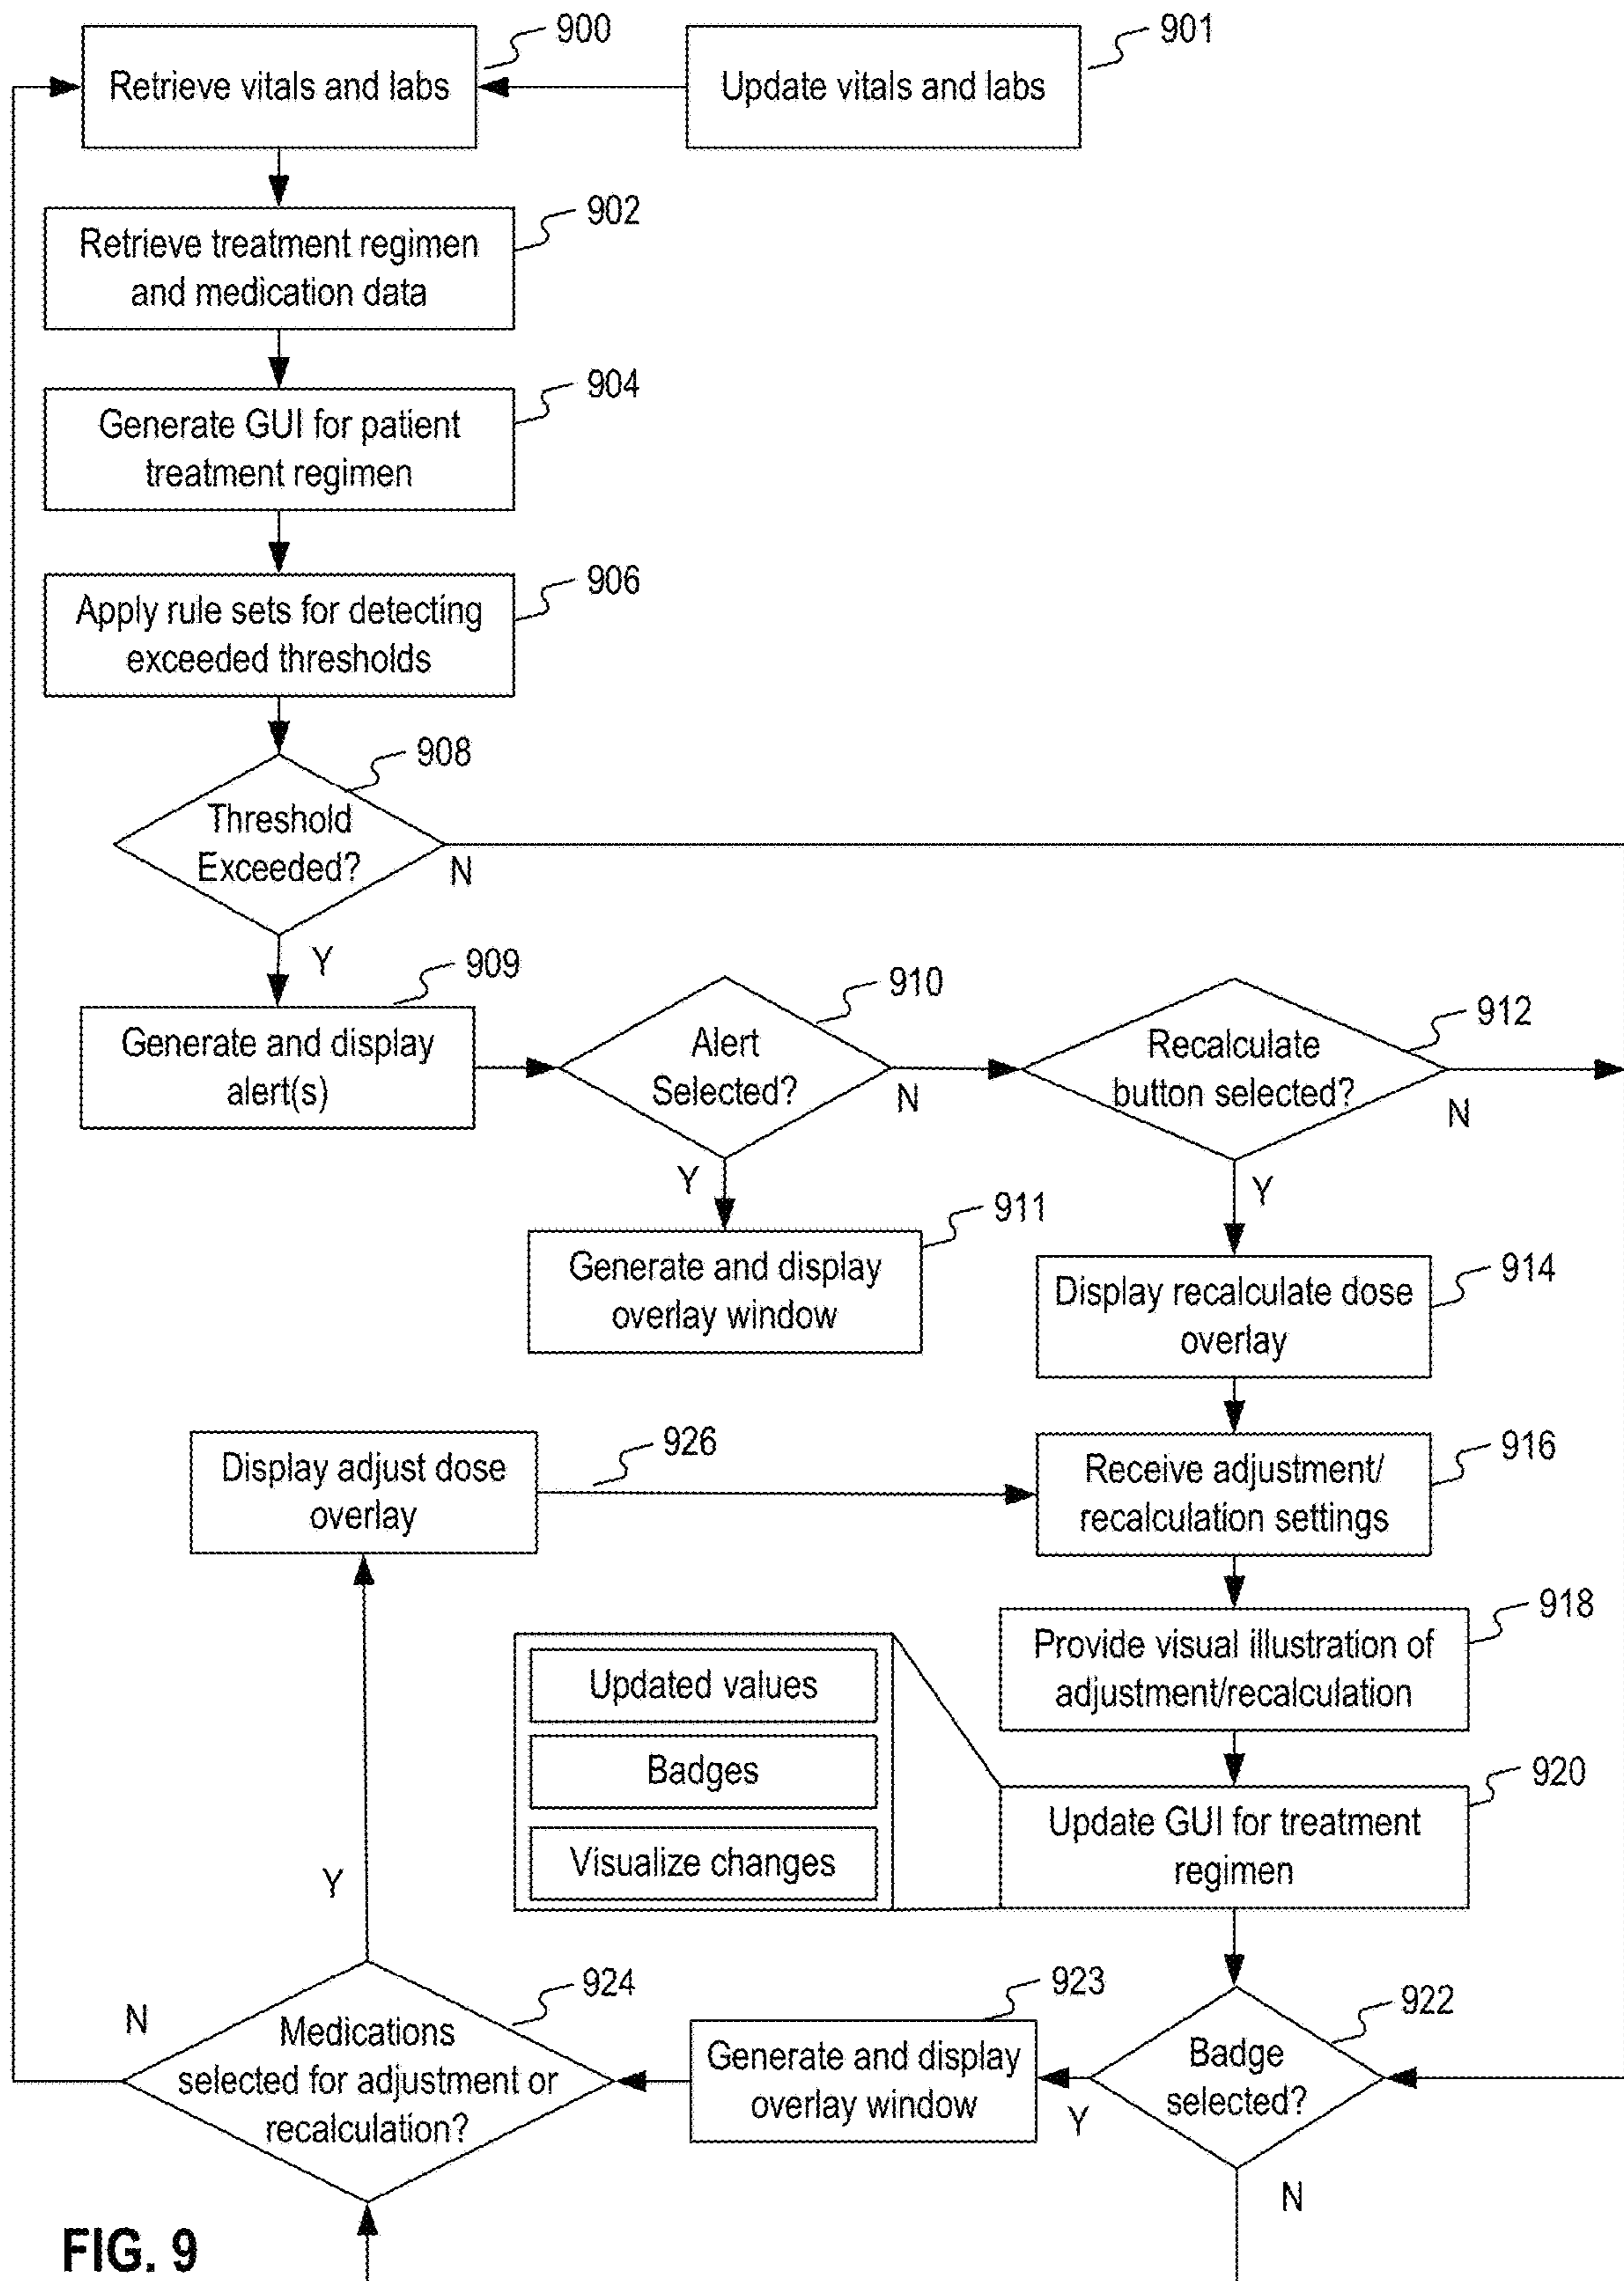 900
901
Retrieve vitals and labs
Update vitals and labs
902
Retrieve treatment regimen
and medication data
904
Generate GUI for patient
treatment regimen
906
Apply rule sets for detecting
exceeded thresholds
908
Threshold
Exceeded?
N
Y
909
Generate and display
alert(s)
910
Alert
Selected?
N
Y
912
Recalculate
button selected?
N
Y
911
Generate and display
overlay window
914
Display recalculate dose
overlay
926
Display adjust dose
overlay
916
Receive adjustment/
recalculation settings
918
Provide visual illustration of
adjustment/recalculation
Updated values
Badges
Visualize changes
920
Update GUI for treatment
regimen
Y
N
924
Medications
selected for adjustment or
recalculation?
923
Generate and display
overlay window
Y
922
Badge
selected?
N
FIG. 9